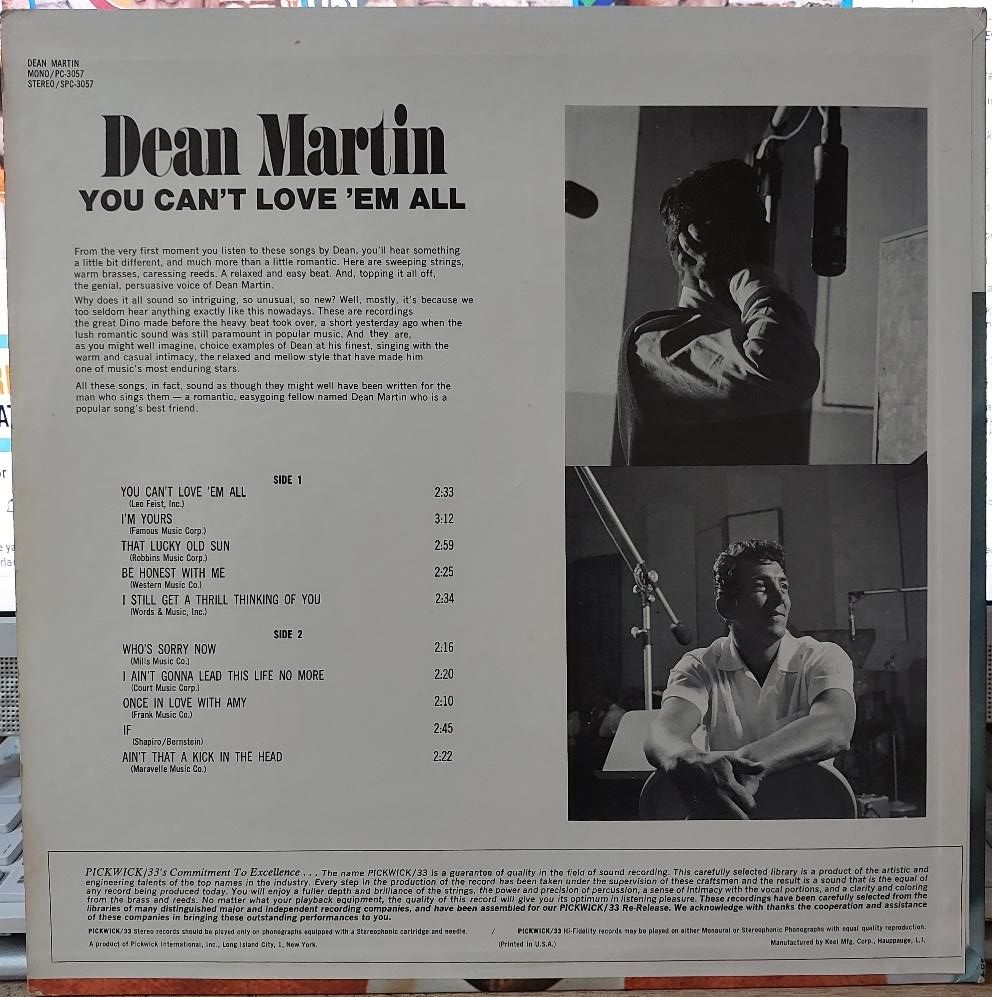 DEAN MARTIN
MONO/PC-3057
STEREO/SPC-3057
Dean Martin
YOU CAN'T LOVE 'EM ALL
From the very first moment you listen to these songs by Dean, you'll hear something
a little bit different, and much more than a little romantic. Here are sweeping strings,
warm brasses, caressing reeds. A relaxed and easy beat. And, topping it all off,
the genial, persuasive voice of Dean Martin.
Why does it all sound so intriguing, so unusual, so new? Well, mostly, it's because we
too seldom hear anything exactly like this nowadays. These are recordings
the great Dino made before the heavy beat took over, a short yesterday ago when the
lush romantic sound was still paramount in popular music. And they are,
as you might well imagine, choice examples of Dean at his finest, singing with the
warm and casual intimacy, the relaxed and mellow style that have made him
one of music's most enduring stars.
All these songs, in fact, sound as though they might well have been written for the
man who sings them — a romantic, easygoing fellow named Dean Martin who is a
popular song's best friend.
SIDE 1
YOU CAN'T LOVE 'EM ALL 2:33
(Leo Feist, Inc.)
I'M YOURS 3:12
(Famous Music Corp.)
THAT LUCKY OLD SUN 2:59
(Robbins Music Corp.)
BE HONEST WITH ME 2:25
(Western Music Co.)
I STILL GET A THRILL THINKING OF YOU 2:34
(Words & Music, Inc.)
SIDE 2
WHO'S SORRY NOW 2:16
(Mills Music Co.)
I AIN'T GONNA LEAD THIS LIFE NO MORE 2:20
(Court Music Corp.)
ONCE IN LOVE WITH AMY 2:10
(Frank Music Co.)
IF 2:45
(Shapiro/Bernstein)
AIN'T THAT A KICK IN THE HEAD 2:22
(Maravelle Music Co.)
PICKWICK/33's Commitment To Excellence . . . The name PICKWICK/33 is a guarantee of quality in the field of sound recording. This carefully selected library is a product of the artistic and
engineering talents of the top names in the industry. Every step in the production of the record has been taken under the supervision of these craftsmen and the result is a sound that is the equal of
any record being produced today. You will enjoy a fuller depth and brilliance of the strings, the power and precision of percussion, a sense of intimacy with the vocal portions, and a clarity and coloring
from the brass and reeds. No matter what your playback equipment, the quality of this record will give you its optimum in listening pleasure. These recordings have been carefully selected from the
libraries of many distinguished major and independent recording companies, and have been assembled for our PICKWICK/33 Re-Release. We acknowledge with thanks the cooperation and assistance
of these companies in bringing these outstanding performances to you.
PICKWICK/33 Stereo records should be played only on phonographs equipped with a Stereophonic cartridge and needle. / PICKWICK/33 Hi-Fidelity records may be played on either Monaural or Stereophonic Phonographs with equal quality reproduction.
A product of Pickwick International, Inc., Long Island City, 1, New York. (Printed in U.S.A.) Manufactured by Keel Mfg. Corp., Hauppauge, L.I.